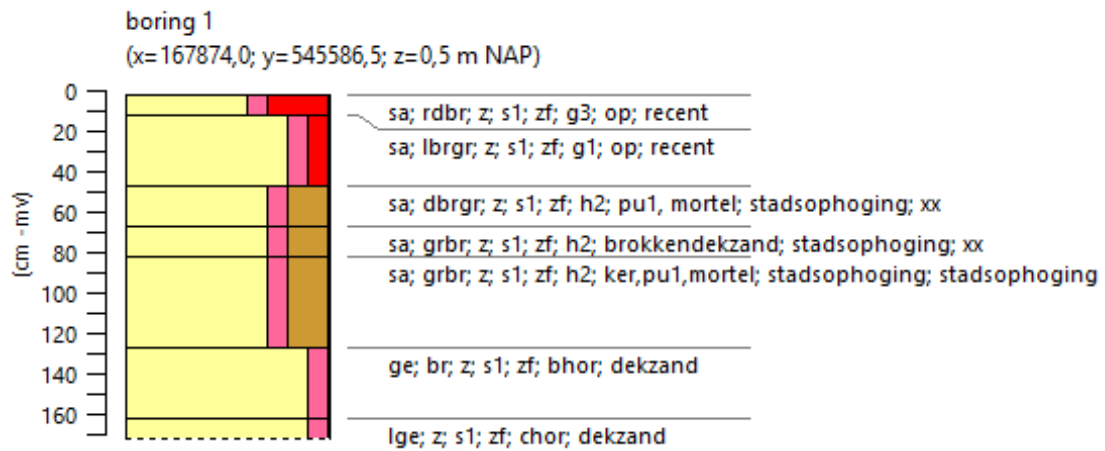 boring 1
(x=167874,0; y=545586,5; z=0,5 m NAP)
0
sa; rdbr; z; s1; zf; g3; op; recent
20
sa; lbrgr; z; s1; zf; g1; op; recent
40
60
sa; dbrgr; z; s1; zf; h2; pu1, mortel; stadsophoging; xx
sa; grbr; z; s1; zf; h2; brokkendekzand; stadsophoging; xx
80
sa; grbr; z; s1; zf; h2; ker,pu1,mortel; stadsophoging; stadsophoging
100
120
ge; br; z; s1; zf; bhor; dekzand
140
160
lge; z; s1; zf; chor; dekzand
(cm - mv)